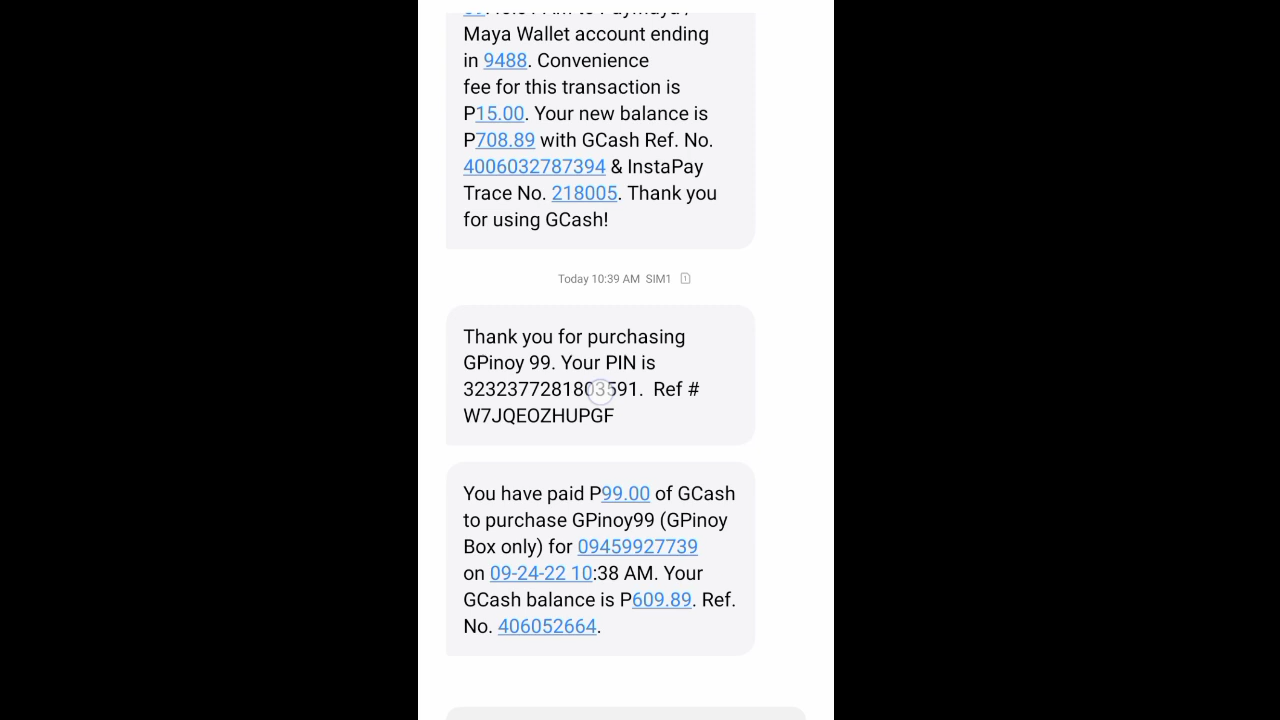 Maya Wallet account ending
in 9488. Convenience
fee for this transaction is
P15.00. Your new balance is
P708.89 with GCash Ref. No.
4006032787394 & InstaPay
Trace No. 218005. Thank you
for using GCash!
Today 10:39 AM SIM1 1
Thank you for purchasing
GPinoy 99. Your PIN is
3232377281803591. Ref #
W7JQEOZHUPGF
You have paid P99.00 of GCash
to purchase GPinoy99 (GPinoy
Box only) for 09459927739
on 09-24-22 10:38 AM. Your
GCash balance is P609.89. Ref.
No. 406052664.